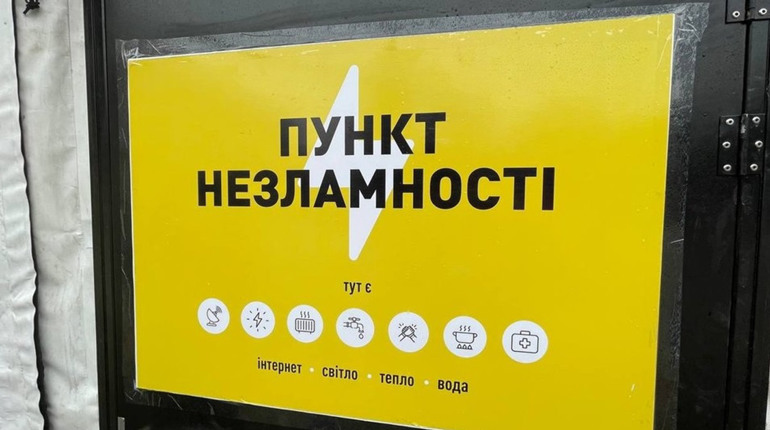 ПУНКТ
НЕЗЛАМНОСТІ
тут є
інтернет • світло • тепло • вода